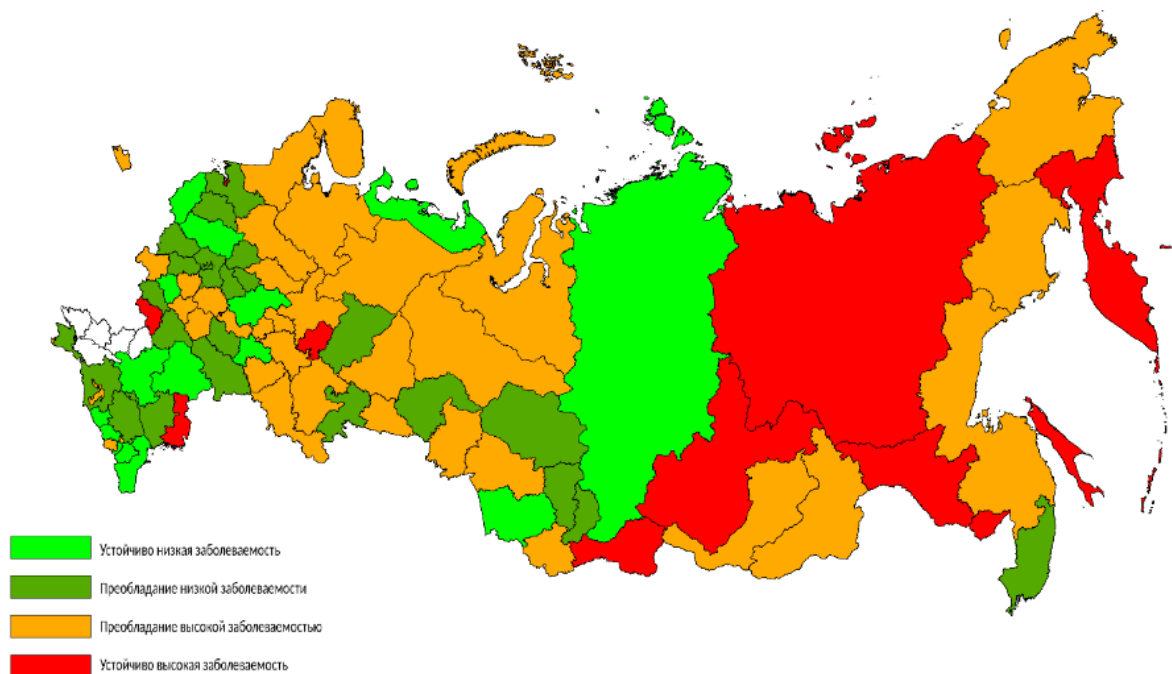 Устойчиво низкая заболеваемость
Преобладание низкой заболеваемости
Преобладание высокой заболеваемостью
Устойчиво высокая заболеваемость